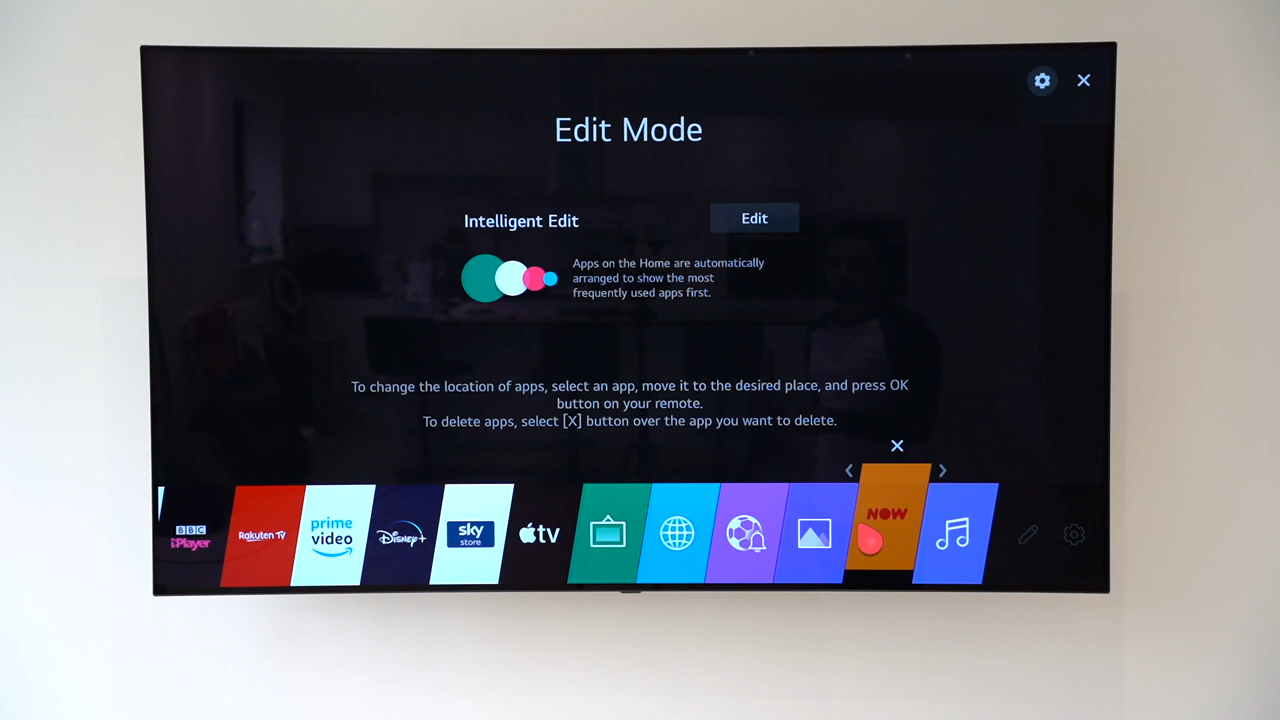 Edit Mode
Intelligent Edit
Edit
Apps on the Home are automatically
arranged to show the most
frequently used apps first.
To change the location of apps, select an app, move it to the desired place, and press OK
button on your remote.
To delete apps, select [X] button over the app you want to delete.
BBC
iPlayer
Rakuten TV
prime
video
Disney+
sky
store
tv
NOW